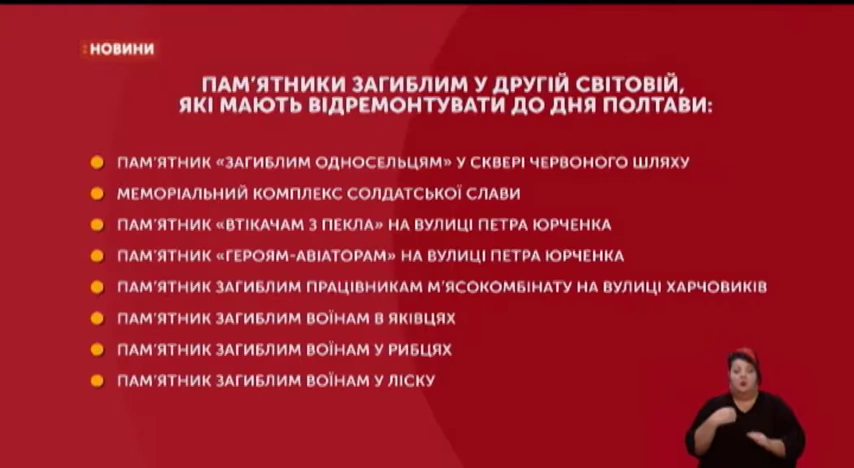 : НОВИНИ
ПАМ'ЯТНИКИ ЗАГИБЛИМ У ДРУГІЙ СВІТОВІЙ,
ЯКІ МАЮТЬ ВІДРЕМОНТУВАТИ ДО ДНЯ ПОЛТАВИ:
ПАМ'ЯТНИК «ЗАГИБЛИМ ОДНОСЕЛЬЦЯМ» У СКВЕРІ ЧЕРВОНОГО ШЛЯХУ
МЕМОРІАЛЬНИЙ КОМПЛЕКС СОЛДАТСЬКОЇ СЛАВИ
ПАМ'ЯТНИК «ВТІКАЧАМ З ПЕКЛА» НА ВУЛИЦІ ПЕТРА ЮРЧЕНКА
ПАМ'ЯТНИК «ГЕРОЯМ-АВІАТОРАМ» НА ВУЛИЦІ ПЕТРА ЮРЧЕНКА
ПАМ'ЯТНИК ЗАГИБЛИМ ПРАЦІВНИКАМ М'ЯСОКОМБІНАТУ НА ВУЛИЦІ ХАРЧОВИКІВ
ПАМ'ЯТНИК ЗАГИБЛИМ ВОЇНАМ В ЯКІВЦЯХ
ПАМ'ЯТНИК ЗАГИБЛИМ ВОЇНАМ У РИБЦЯХ
ПАМ'ЯТНИК ЗАГИБЛИМ ВОЇНАМ У ЛІСКУ